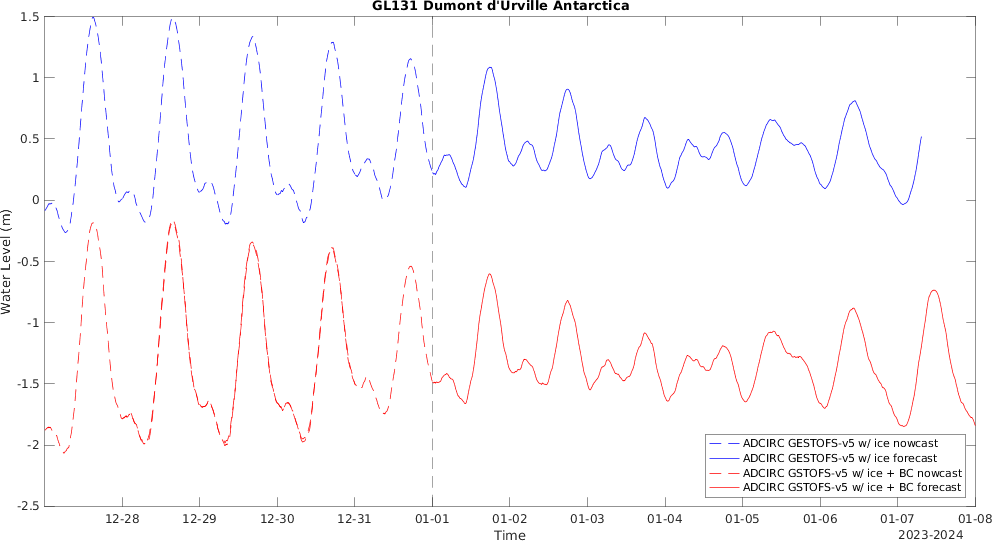 GL131 Dumont d'Urville Antarctica
1.5
1
0.5
0
-0.5
-1
-1.5
-2
-2.5
Water Level (m)
12-28 12-29 12-30 12-31 01-01 01-02 01-03 01-04 01-05 01-06 01-07 01-08
Time
2023-2024
ADCIRC GESTOFS-v5 w/ ice nowcast
ADCIRC GESTOFS-v5 w/ ice forecast
ADCIRC GSTOFS-v5 w/ ice + BC nowcast
ADCIRC GSTOFS-v5 w/ ice + BC forecast